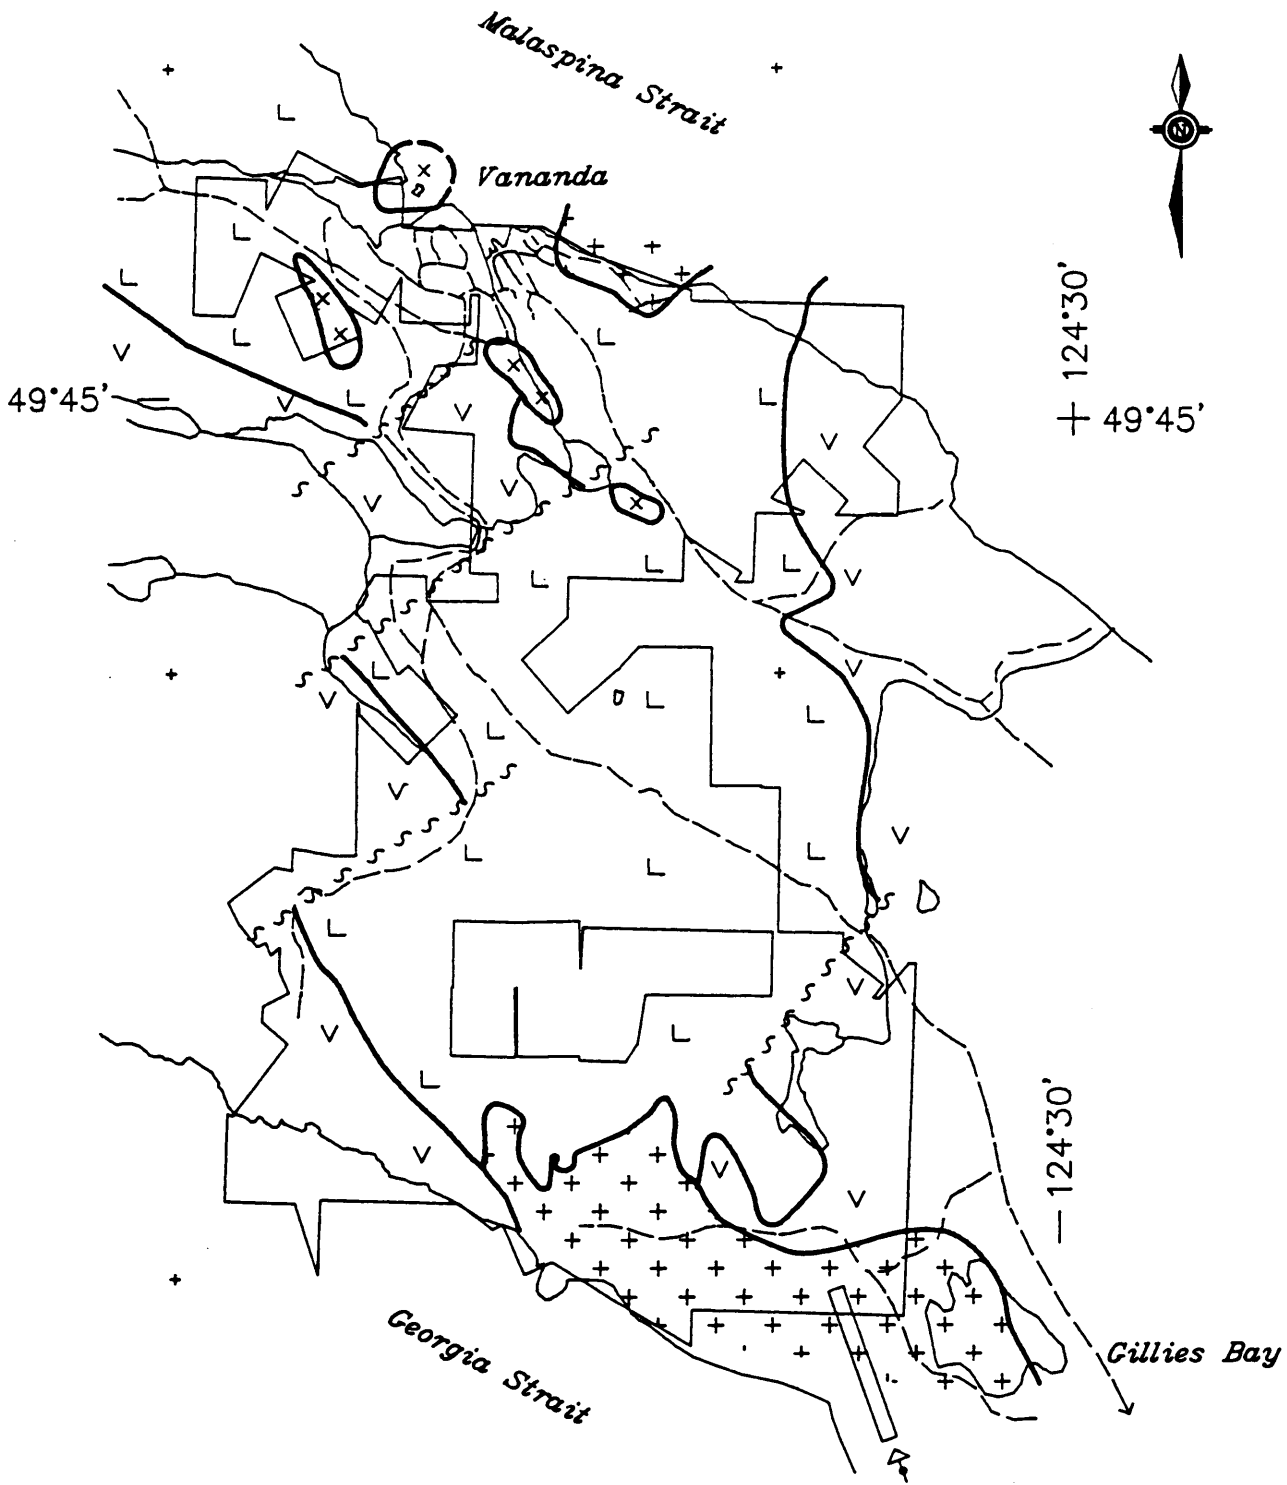 Malaspina Strait
N
Vananda
124°30'
49°45'
49°45'
124°30'
Georgia Strait
Gillies Bay